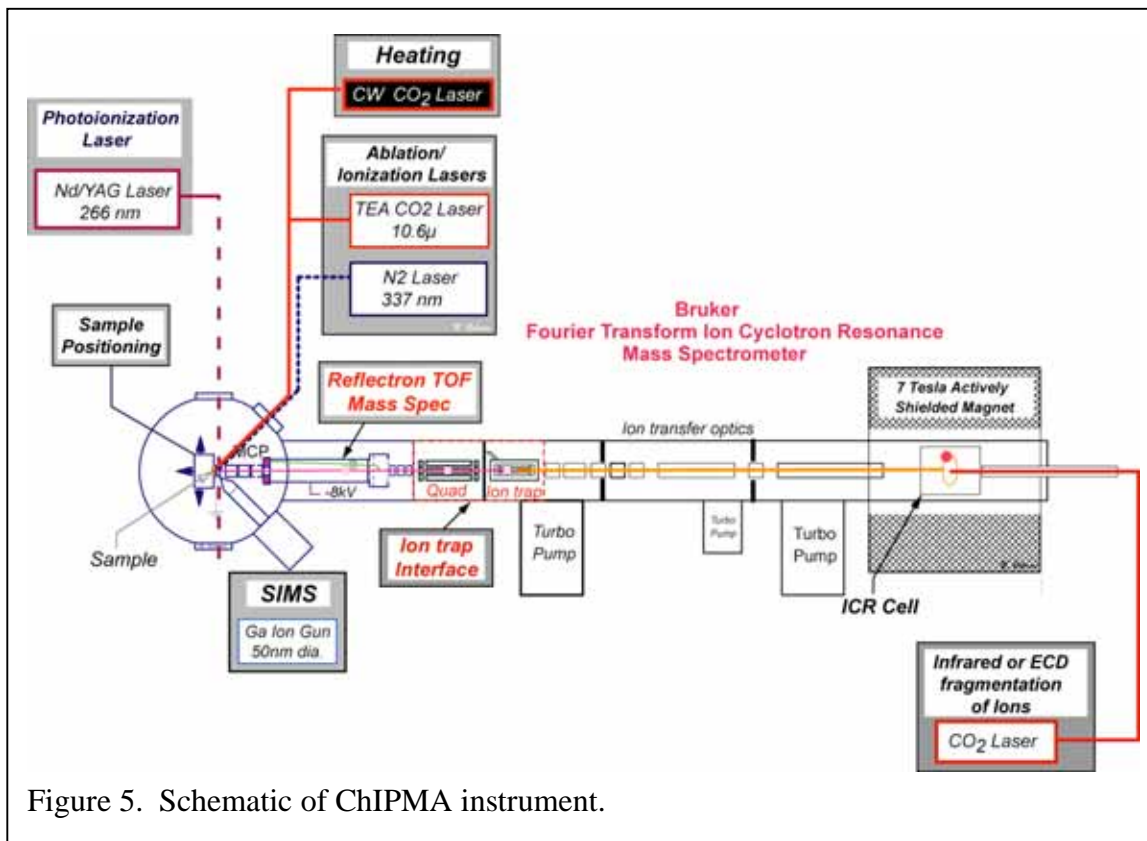 Heating
CW CO2 Laser
Photoionization
Laser
Nd/YAG Laser
266 nm
Ablation/
Ionization Lasers
TEA CO2 Laser
10.6µ
N2 Laser
337 nm
Bruker
Fourier Transform Ion Cyclotron Resonance
Mass Spectrometer
Sample
Positioning
Reflectron TOF
Mass Spec
7 Tesla Actively
Shielded Magnet
Ion transfer optics
MCP
-8kV
Quad
Ion trap
Sample
Ion trap
Interface
Turbo
Pump
Turbo
Pump
Turbo
Pump
ICR Cell
SIMS
Ga Ion Gun
50nm dia.
Infrared or ECD
fragmentation
of Ions
CO2 Laser
Figure 5. Schematic of ChIPMA instrument.